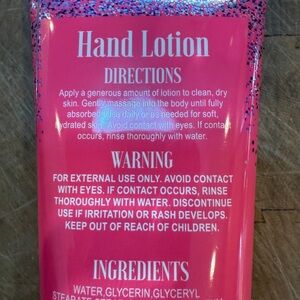 Hand Lotion
DIRECTIONS
Apply a generous amount of lotion to clean, dry
skin. Gently massage into the body until fully
absorbed. Use daily or as needed for soft,
hydrated skin. Avoid contact with eyes. If contact
occurs, rinse thoroughly with water.
WARNING
FOR EXTERNAL USE ONLY. AVOID CONTACT
WITH EYES. IF CONTACT OCCURS, RINSE
THOROUGHLY WITH WATER. DISCONTINUE
USE IF IRRITATION OR RASH DEVELOPS.
KEEP OUT OF REACH OF CHILDREN.
INGREDIENTS
WATER, GLYCERIN, GLYCERYL